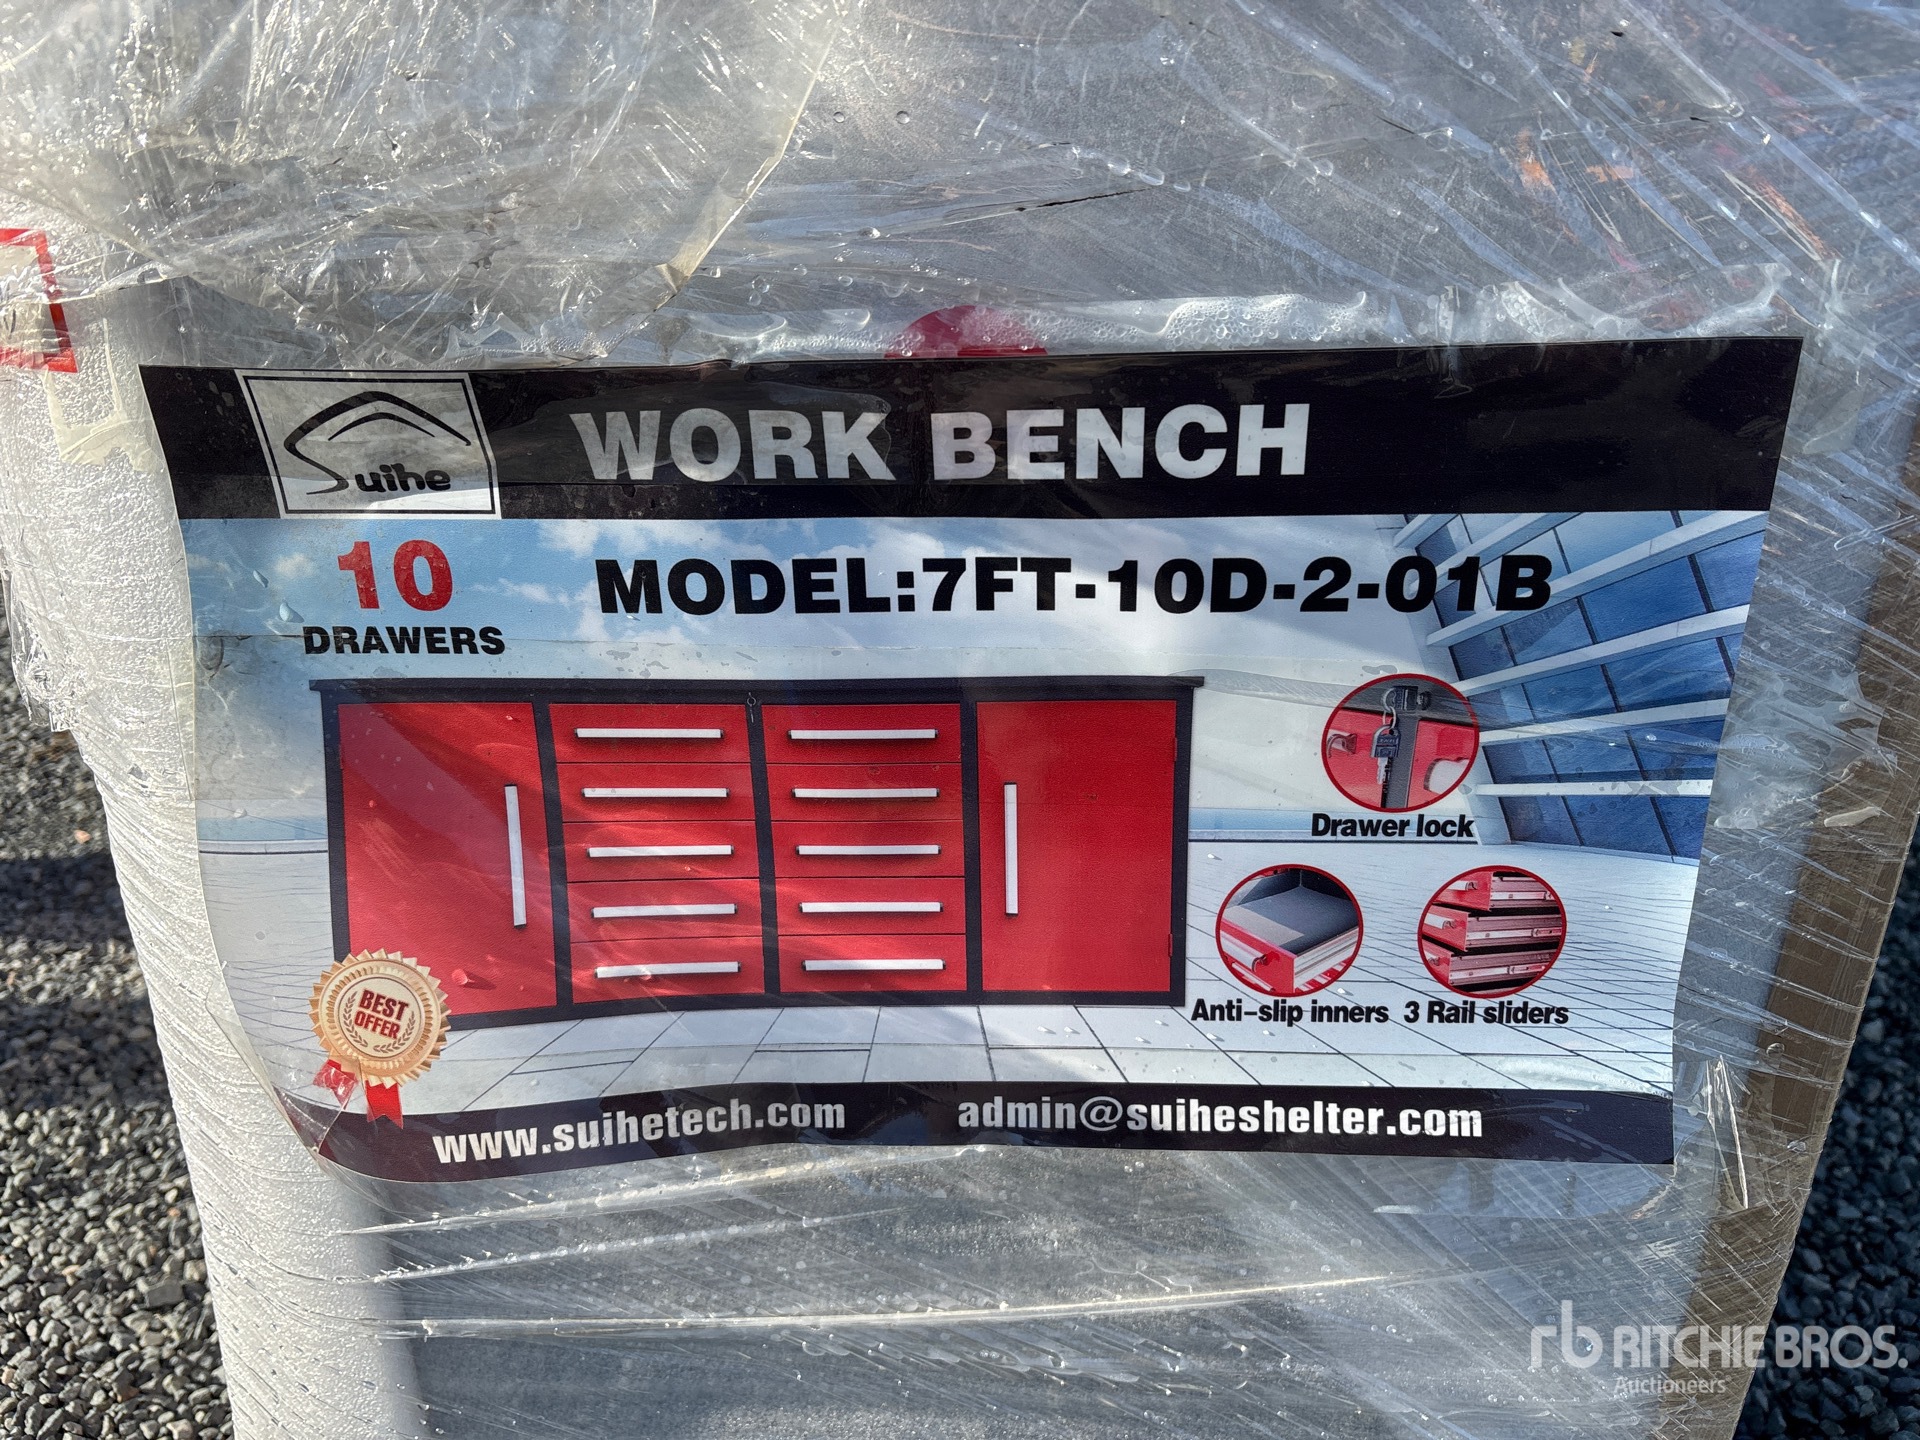 Suihe
WORK BENCH
10
DRAWERS
MODEL:7FT-10D-2-01B
Drawer lock
Anti-slip inners
3 Rail sliders
BEST
OFFER
www.suihetech.com
admin@suiheshelter.com
rb RITCHIE BROS.
Auctioneers